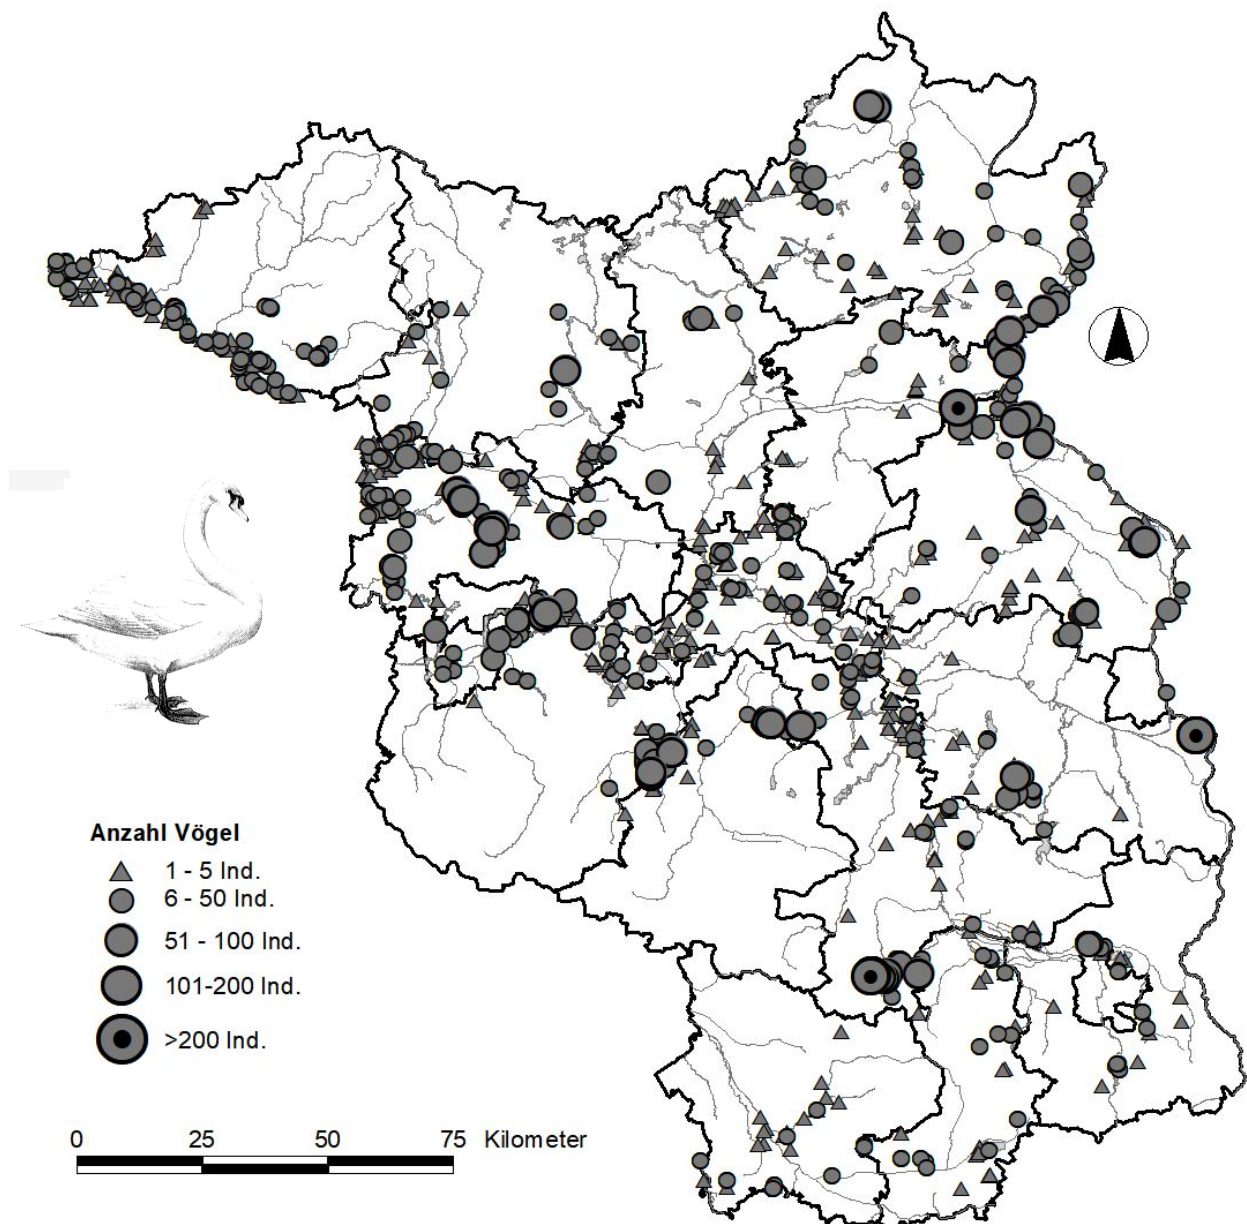 Anzahl Vögel
1 - 5 Ind.
6 - 50 Ind.
51 - 100 Ind.
101-200 Ind.
>200 Ind.
0 25 50 75 Kilometer